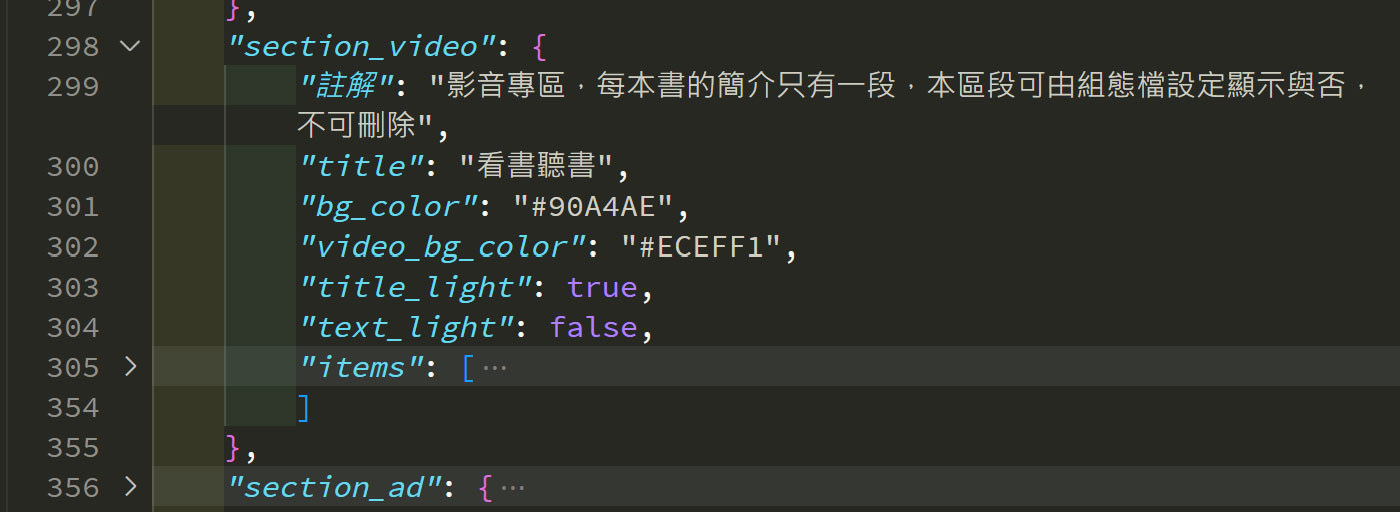 297 },
298 "section_video": {
299 "註解": "影音專區，每本書的簡介只有一段，本區段可由組態檔設定顯示與否，
不可刪除",
300 "title": "看書聽書",
301 "bg_color": "#90A4AE",
302 "video_bg_color": "#ECEFF1",
303 "title_light": true,
304 "text_light": false,
305 "items": [ ···
354 ]
355 },
356 "section_ad": { ···